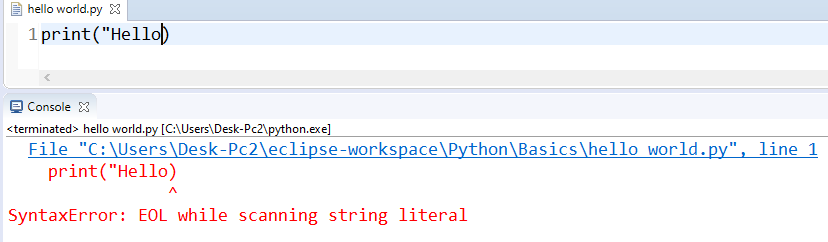 hello world.py
1 print("Hello)
Console
<terminated> hello world.py [C:\Users\Desk-Pc2\python.exe]
File "C:\Users\Desk-Pc2\eclipse-workspace\Python\Basics\hello world.py", line 1
print("Hello)
^
SyntaxError: EOL while scanning string literal